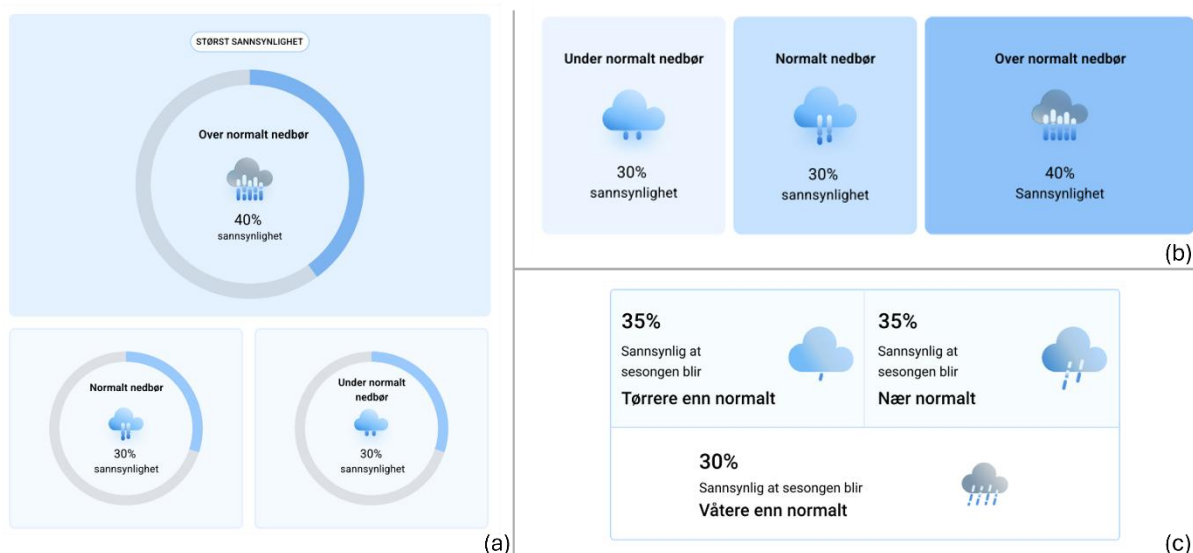 STØRST SANNSYNLIGHET
Over normalt nedbør
40%
sannsynlighet
Normalt nedbør
30%
sannsynlighet
Under normalt
nedbør
30%
sannsynlighet
(a)
Under normalt nedbør
30%
sannsynlighet
Normalt nedbør
30%
sannsynlighet
Over normalt nedbør
40%
Sannsynlighet
(b)
35%
Sannsynlig at
sesongen blir
Tørrere enn normalt
35%
Sannsynlig at
sesongen blir
Nær normalt
30%
Sannsynlig at sesongen blir
Våtere enn normalt
(c)